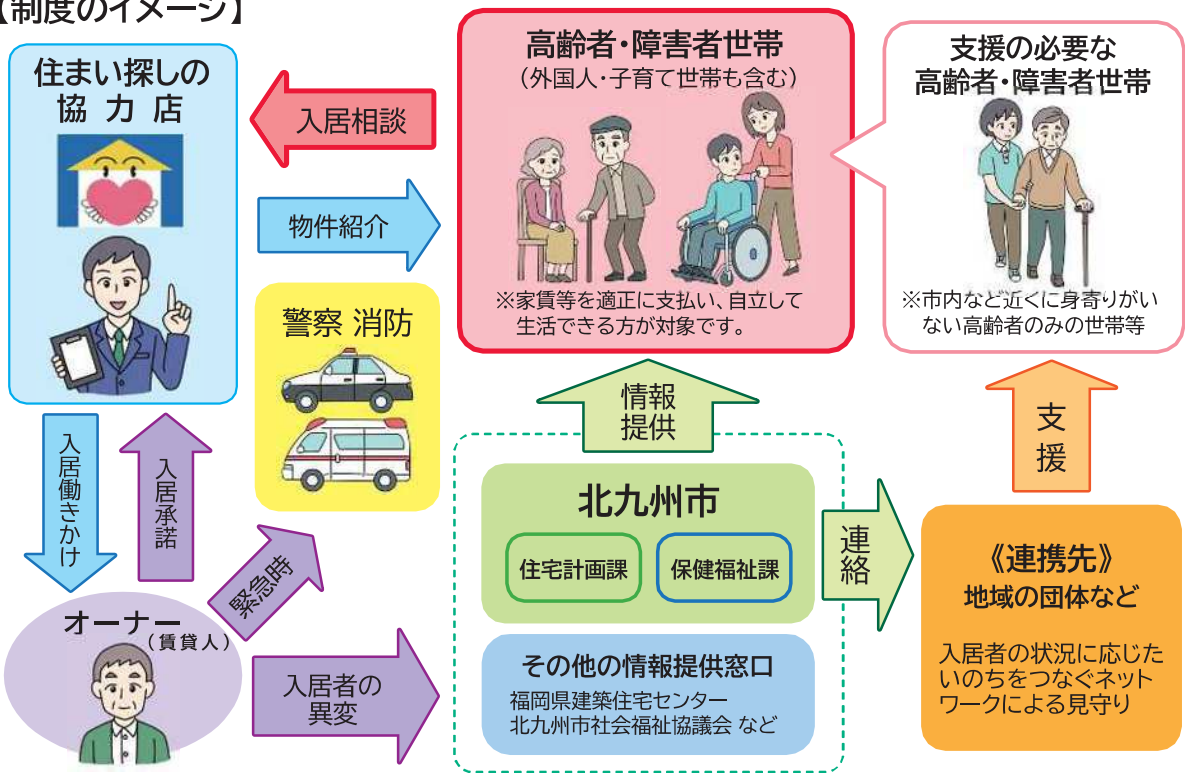 【制度のイメージ】
住まい探しの
協力店
入居相談
物件紹介
高齢者・障害者世帯
(外国人・子育て世帯も含む)
※家賃等を適正に支払い、自立して
生活できる方が対象です。
支援の必要な
高齢者・障害者世帯
※市内など近くに身寄りがい
ない高齢者のみの世帯等
警察 消防
入居働きかけ
入居承諾
緊急時
オーナー
(賃貸人)
入居者の
異変
情報
提供
北九州市
住宅計画課
保健福祉課
その他の情報提供窓口
福岡県建築住宅センター
北九州市社会福祉協議会 など
連絡
支援
《連携先》
地域の団体など
入居者の状況に応じた
いのちをつなぐネット
ワークによる見守り